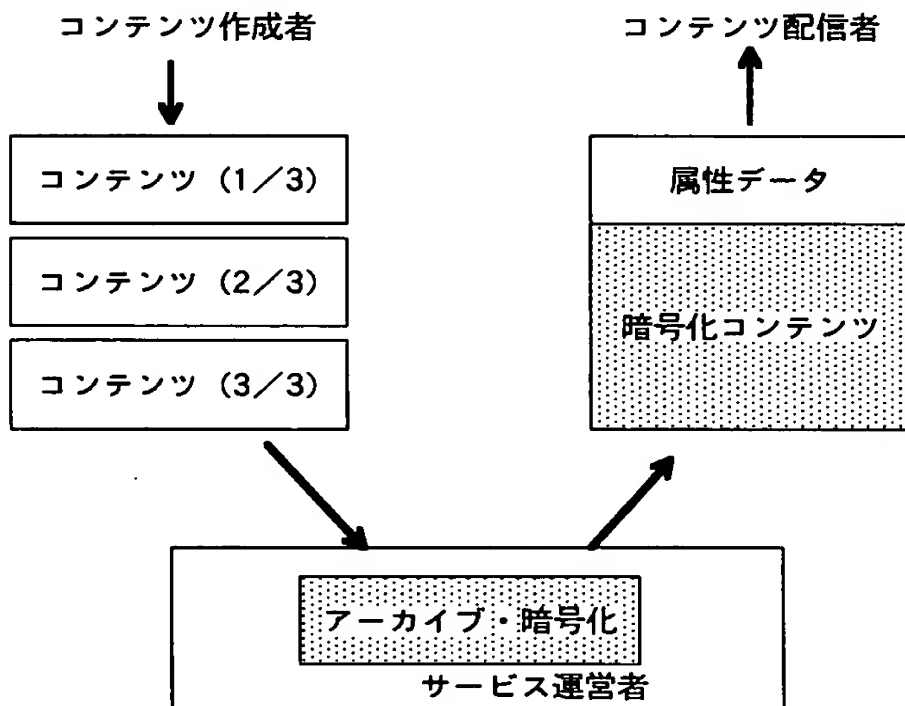 コンテンツ作成者
コンテンツ（1／3）
コンテンツ（2／3）
コンテンツ（3／3）
アーカイブ・暗号化
サービス運営者
コンテンツ配信者
属性データ
暗号化コンテンツ